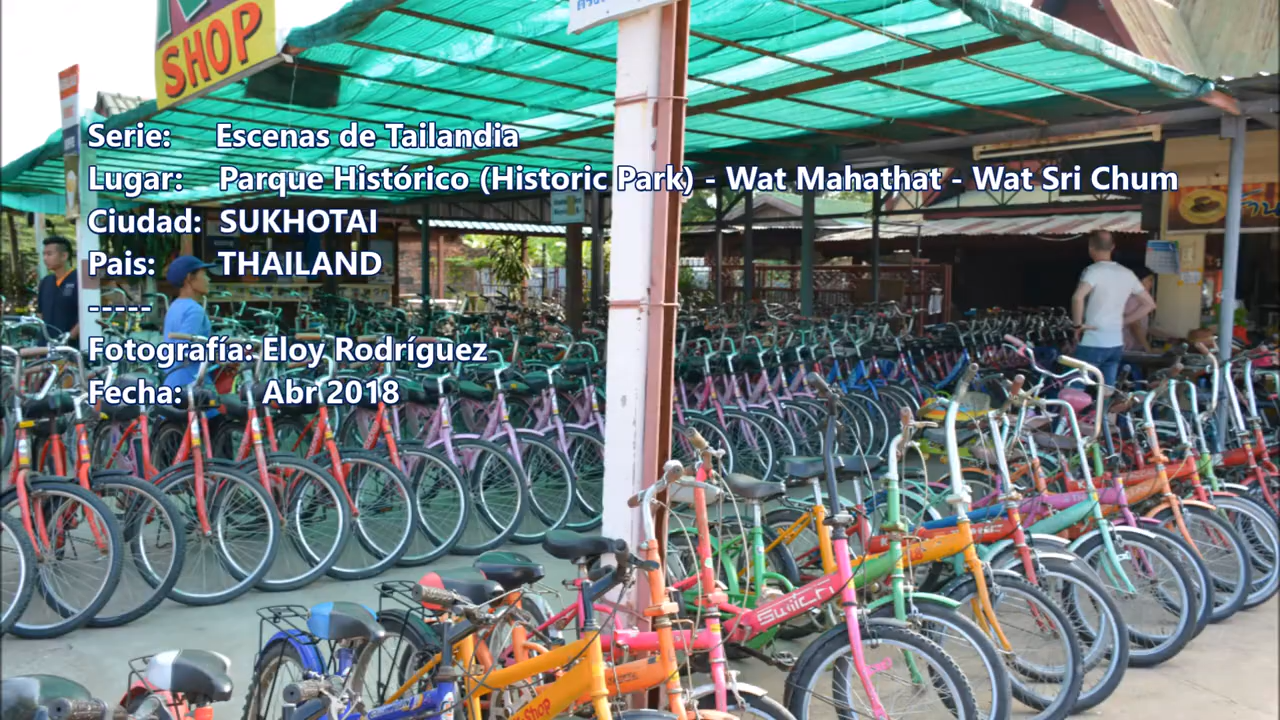 SHOP
Serie: Escenas de Tailandia
Lugar: Parque Histórico (Historic Park) - Wat Mahathat - Wat Sri Chum
Ciudad: SUKHOTAI
Pais: THAILAND
-----
Fotografía: Eloy Rodríguez
Fecha: Abr 2018